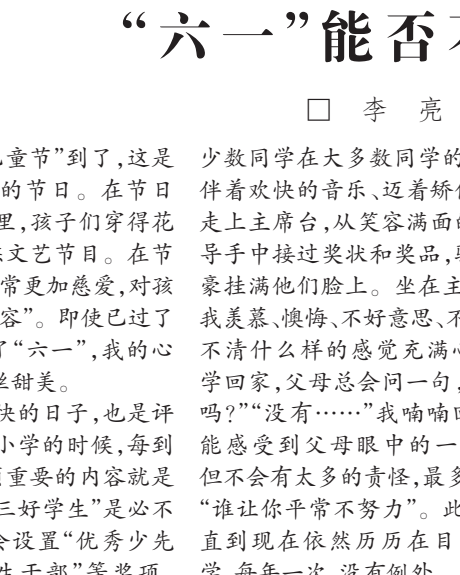 “六一”能否
□ 李 亮
童节”到了，这是
的节日。在节日
里，孩子们穿得花
文艺节目。在节
常更加慈爱，对孩
容”。即使已过了
了“六一”，我的心
甜美。
快的日子，也是评
小学的时候，每到
重要的内容就是
三好学生”是必不
会设置“优秀少先
生干部”等奖项
少数同学在大多数同学的
伴着欢快的音乐、迈着矫
走上主席台，从笑容满面的
导手中接过奖状和奖品，
豪挂满他们脸上。坐在主
我羡慕、懊悔、不好意思、不
不清什么样的感觉充满心
学回家，父母总会问一句，
吗？”“没有……”我喃喃回
能感受到父母眼中的一
但不会有太多的责怪，最多
“谁让你平常不努力”。此
直到现在依然历历在目
学，每年一次，没有例外